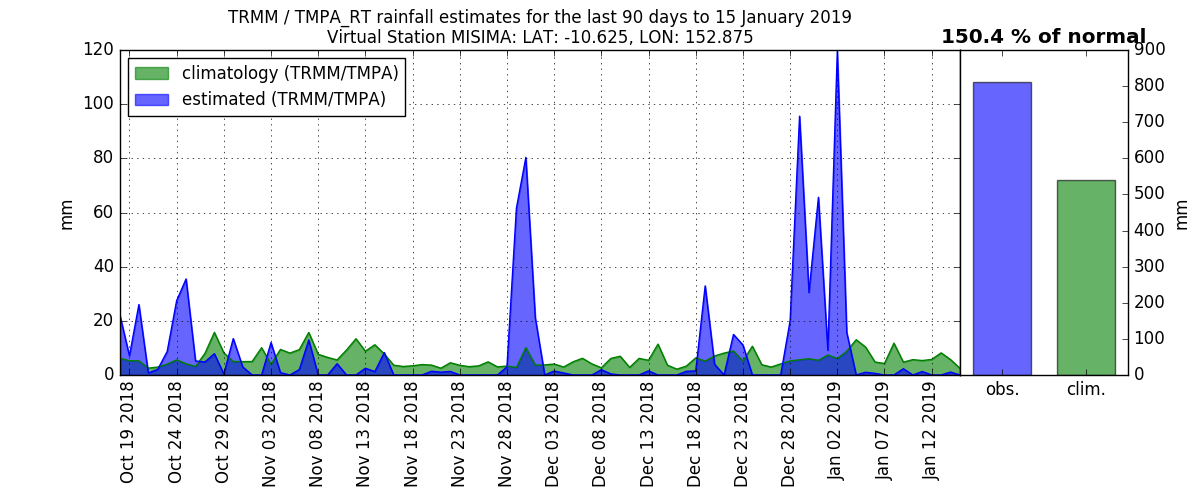 TRMM / TMPA_RT rainfall estimates for the last 90 days to 15 January 2019
Virtual Station MISIMA: LAT: -10.625, LON: 152.875
150.4 % of normal
climatology (TRMM/TMPA)
estimated (TRMM/TMPA)
mm
120
100
80
60
40
20
0
Oct 19 2018
Oct 24 2018
Oct 29 2018
Nov 03 2018
Nov 08 2018
Nov 13 2018
Nov 18 2018
Nov 23 2018
Nov 28 2018
Dec 03 2018
Dec 08 2018
Dec 13 2018
Dec 18 2018
Dec 23 2018
Dec 28 2018
Jan 02 2019
Jan 07 2019
Jan 12 2019
obs.
clim.
900
800
700
600
500
400
300
200
100
0
mm